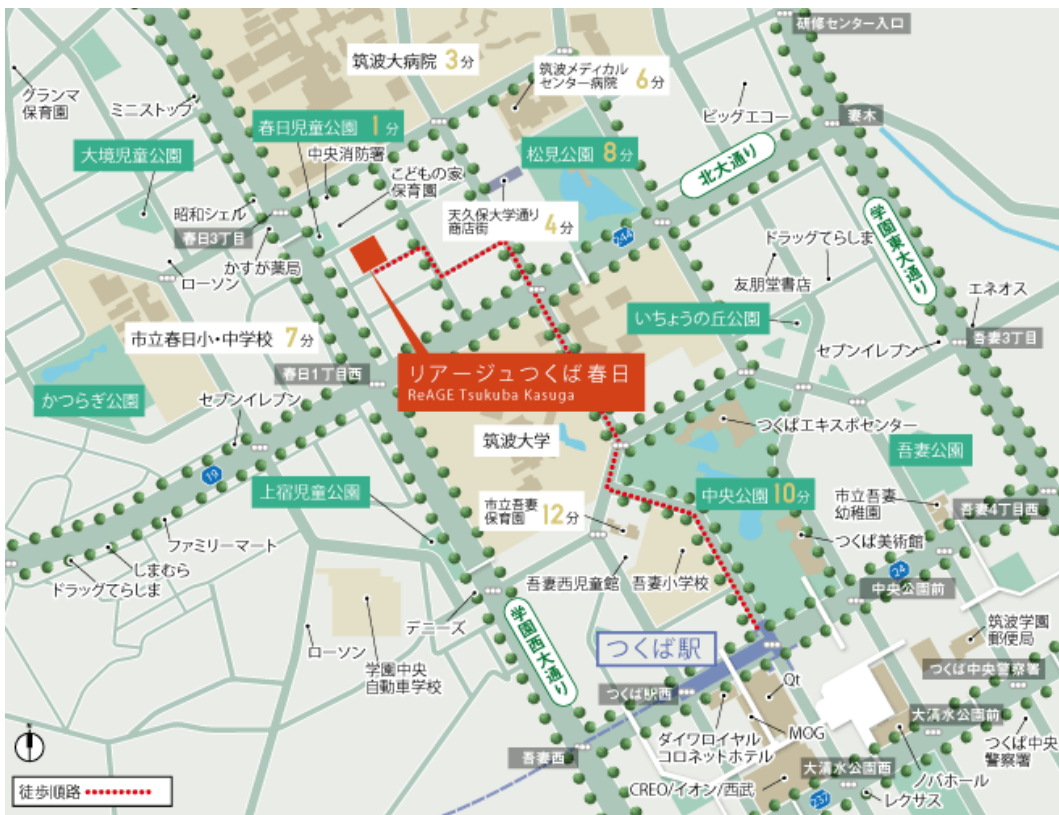 研修センター入口
筑波大病院 3分
筑波メディカル
センター病院 6分
グランマ
保育園
ミニストップ
ビッグエコー
妻木
春日児童公園 1分
大境児童公園
中央消防署
こどもの家
保育園
松見公園 8分
北大通り
昭和シェル
天久保大学通り
商店街 4分
学園東大通り
春日3丁目
244
ドラッグてらしま
かすが薬局
ローソン
友朋堂書店
エネオス
いちょうの丘公園
市立春日小・中学校 7分
セブンイレブン
吾妻3丁目
リアージュつくば春日
ReAGE Tsukuba Kasuga
春日1丁目西
かつらぎ公園
セブンイレブン
つくばエキスポセンター
筑波大学
吾妻公園
19
上宿児童公園
中央公園 10分
市立吾妻
保育園 12分
市立吾妻
幼稚園
吾妻4丁目西
ファミリーマート
つくば美術館
しまむら
ドラッグてらしま
吾妻西児童館
吾妻小学校
24
中央公園前
デニーズ
学園西大通り
筑波学園
郵便局
つくば駅
ローソン
学園中央
自動車学校
つくば中央警察署
Qt
つくば駅西
大清水公園前
MOG
ダイワロイヤル
コロネットホテル
つくば中央
警察署
吾妻西
大清水公園西
ノバホール
CREO/イオン/西武
レクサス
237
徒歩順路